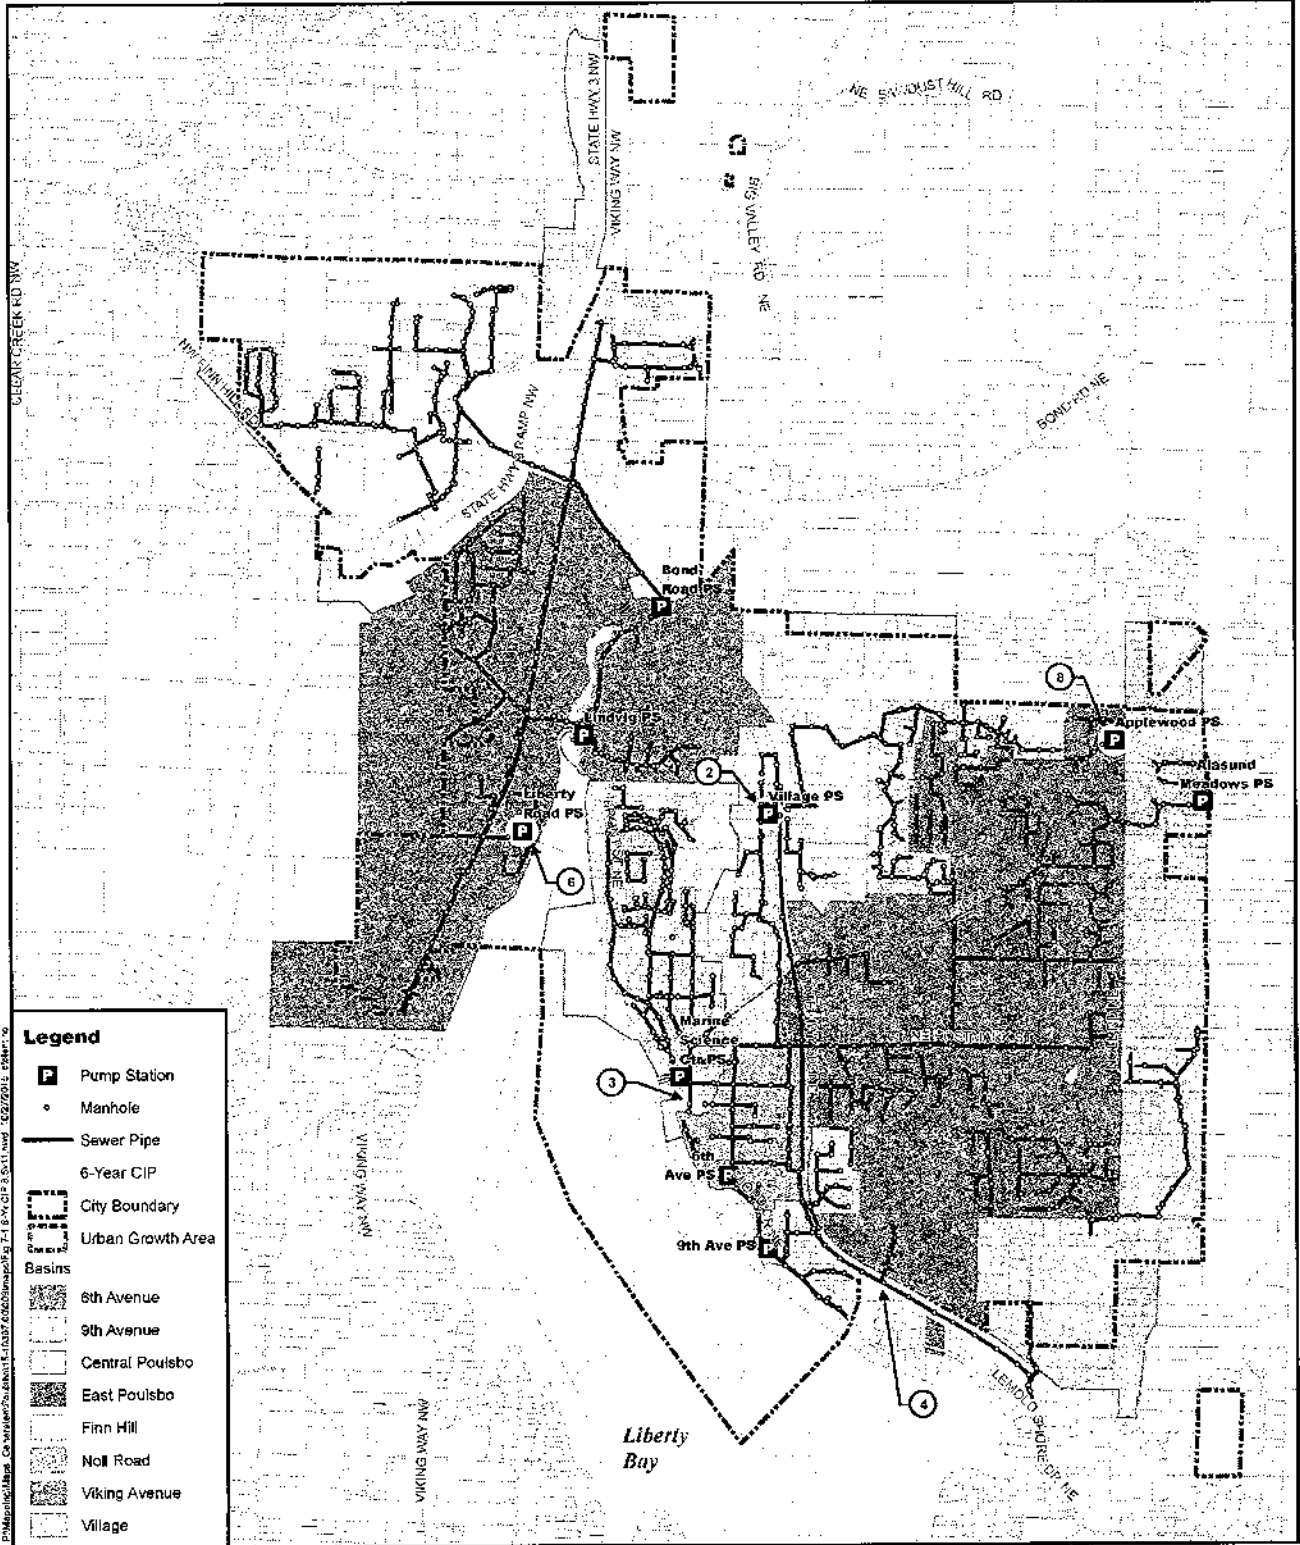 STATE HWY 3 NW
VIKING WAY NW
NE SAWDUST HILL RD
BIG VALLEY RD NE
CLEAR CREEK RD NW
NW FINN HILL RD
STATE HWY 3 RAMP NW
BOND RD NE
Bond
Road PS
8
Applewood PS
Lindvig PS
Alasund
Meadows PS
2
Village PS
Liberty
Road PS
6
Marine
Science
Ctr PS
3
6th
Ave PS
9th Ave PS
4
VIKING WAY NW
VIKING WAY NW
LEMOLO SHORE DR NE
Liberty
Bay
Legend
P Pump Station
Manhole
Sewer Pipe
6-Year CIP
City Boundary
Urban Growth Area
Basins
6th Avenue
9th Avenue
Central Poulsbo
East Poulsbo
Finn Hill
Noll Road
Viking Avenue
Village